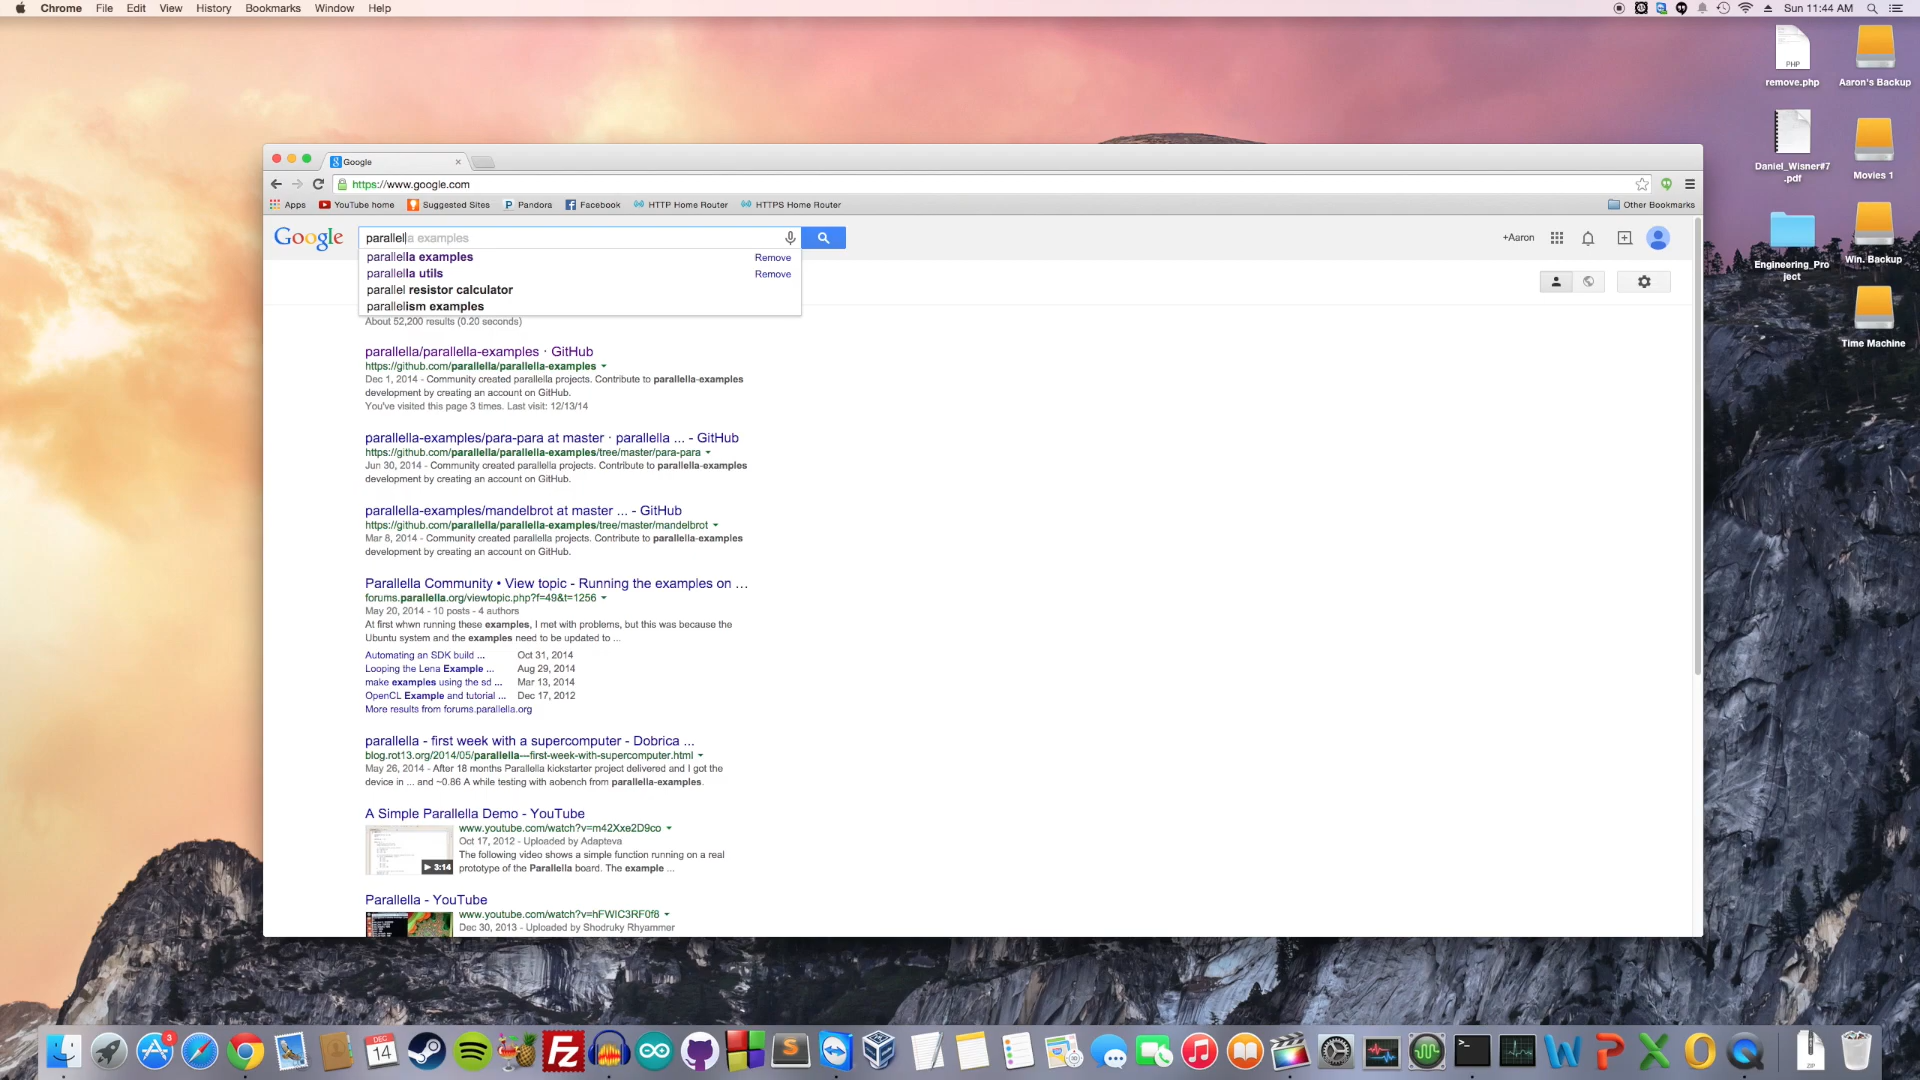 Chrome File Edit View History Bookmarks Window Help
Sun 11:44 AM
PHP
remove.php
Aaron's Backup
Daniel_Wisner#7
.pdf
Movies 1
Engineering_Pro
ject
Win. Backup
Time Machine
Google
https://www.google.com
Apps YouTube home Suggested Sites Pandora Facebook HTTP Home Router HTTPS Home Router Other Bookmarks
Google
parallella examples
+Aaron
parallella examples Remove
parallella utils Remove
parallel resistor calculator
parallelism examples
About 52,200 results (0.20 seconds)
parallella/parallella-examples · GitHub
https://github.com/parallella/parallella-examples
Dec 1, 2014 - Community created parallella projects. Contribute to parallella-examples
development by creating an account on GitHub.
You've visited this page 3 times. Last visit: 12/13/14
parallella-examples/para-para at master · parallella ... - GitHub
https://github.com/parallella/parallella-examples/tree/master/para-para
Jun 30, 2014 - Community created parallella projects. Contribute to parallella-examples
development by creating an account on GitHub.
parallella-examples/mandelbrot at master ... - GitHub
https://github.com/parallella/parallella-examples/tree/master/mandelbrot
Mar 8, 2014 - Community created parallella projects. Contribute to parallella-examples
development by creating an account on GitHub.
Parallella Community • View topic - Running the examples on ...
forums.parallella.org/viewtopic.php?f=49&t=1256
May 20, 2014 - 10 posts - 4 authors
At first whwn running these examples, I met with problems, but this was because the
Ubuntu system and the examples need to be updated to ...
Automating an SDK build ... Oct 31, 2014
Looping the Lena Example ... Aug 29, 2014
make examples using the sd ... Mar 13, 2014
OpenCL Example and tutorial ... Dec 17, 2012
More results from forums.parallella.org
parallella - first week with a supercomputer - Dobrica ...
blog.rot13.org/2014/05/parallella---first-week-with-supercomputer.html
May 26, 2014 - After 18 months Parallella kickstarter project delivered and I got the
device in ... and ~0.86 A while testing with aobench from parallella-examples.
A Simple Parallella Demo - YouTube
www.youtube.com/watch?v=m42Xxe2D9co
Oct 17, 2012 - Uploaded by Adapteva
The following video shows a simple function running on a real
3:14
prototype of the Parallella board. The example ...
Parallella - YouTube
www.youtube.com/watch?v=hFWIC3RF0f8
Dec 30, 2013 - Uploaded by Shodruky Rhyammer
3
DEC
14
Fz
S
ZIP